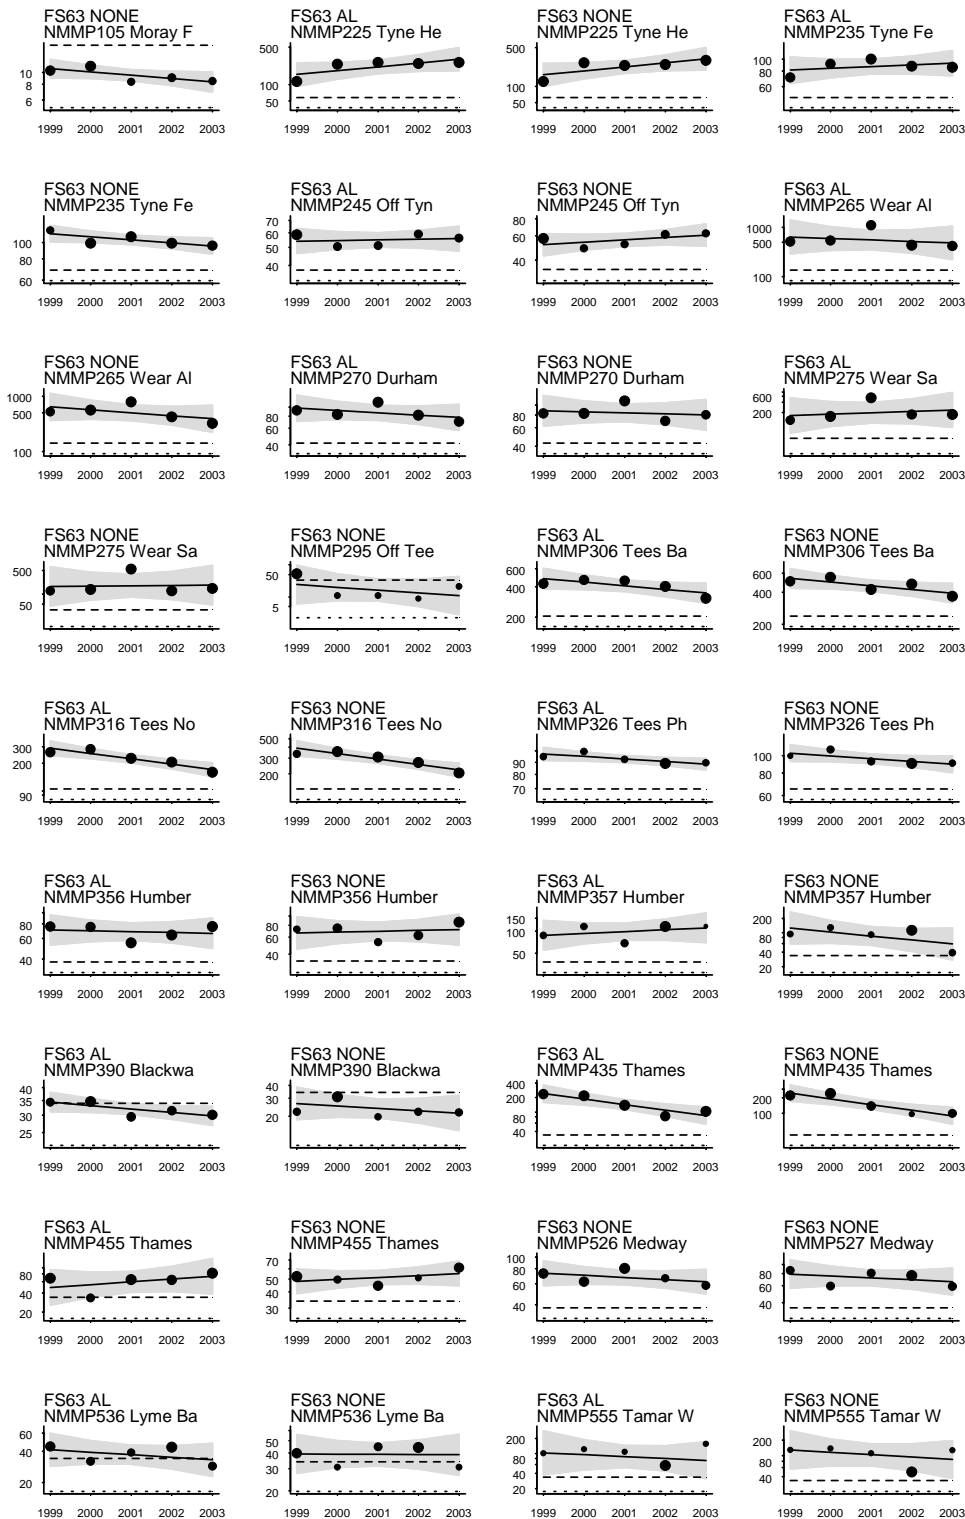 FS63 NONE
NMMP105 Moray F
10
8
6
1999 2000 2001 2002 2003
FS63 AL
NMMP225 Tyne He
500
100
50
1999 2000 2001 2002 2003
FS63 NONE
NMMP225 Tyne He
500
100
50
1999 2000 2001 2002 2003
FS63 AL
NMMP235 Tyne Fe
100
80
60
1999 2000 2001 2002 2003
FS63 NONE
NMMP235 Tyne Fe
100
80
60
1999 2000 2001 2002 2003
FS63 AL
NMMP245 Off Tyn
70
60
50
40
1999 2000 2001 2002 2003
FS63 NONE
NMMP245 Off Tyn
80
60
40
1999 2000 2001 2002 2003
FS63 AL
NMMP265 Wear Al
1000
500
100
1999 2000 2001 2002 2003
FS63 NONE
NMMP265 Wear Al
1000
500
100
1999 2000 2001 2002 2003
FS63 AL
NMMP270 Durham
80
60
40
1999 2000 2001 2002 2003
FS63 NONE
NMMP270 Durham
80
60
40
1999 2000 2001 2002 2003
FS63 AL
NMMP275 Wear Sa
600
200
1999 2000 2001 2002 2003
FS63 NONE
NMMP275 Wear Sa
500
50
1999 2000 2001 2002 2003
FS63 NONE
NMMP295 Off Tee
50
5
1999 2000 2001 2002 2003
FS63 AL
NMMP306 Tees Ba
600
400
200
1999 2000 2001 2002 2003
FS63 NONE
NMMP306 Tees Ba
600
400
200
1999 2000 2001 2002 2003
FS63 AL
NMMP316 Tees No
300
200
90
1999 2000 2001 2002 2003
FS63 NONE
NMMP316 Tees No
500
300
200
1999 2000 2001 2002 2003
FS63 AL
NMMP326 Tees Ph
90
70
1999 2000 2001 2002 2003
FS63 NONE
NMMP326 Tees Ph
100
80
60
1999 2000 2001 2002 2003
FS63 AL
NMMP356 Humber
80
60
40
1999 2000 2001 2002 2003
FS63 NONE
NMMP356 Humber
80
60
40
1999 2000 2001 2002 2003
FS63 AL
NMMP357 Humber
150
100
50
1999 2000 2001 2002 2003
FS63 NONE
NMMP357 Humber
200
80
40
20
1999 2000 2001 2002 2003
FS63 AL
NMMP390 Blackwa
40
35
30
25
1999 2000 2001 2002 2003
FS63 NONE
NMMP390 Blackwa
40
30
20
1999 2000 2001 2002 2003
FS63 AL
NMMP435 Thames
400
200
80
40
1999 2000 2001 2002 2003
FS63 NONE
NMMP435 Thames
200
100
1999 2000 2001 2002 2003
FS63 AL
NMMP455 Thames
80
40
20
1999 2000 2001 2002 2003
FS63 NONE
NMMP455 Thames
70
50
40
30
1999 2000 2001 2002 2003
FS63 NONE
NMMP526 Medway
100
80
60
40
1999 2000 2001 2002 2003
FS63 NONE
NMMP527 Medway
80
60
40
1999 2000 2001 2002 2003
FS63 AL
NMMP536 Lyme Ba
60
40
20
1999 2000 2001 2002 2003
FS63 NONE
NMMP536 Lyme Ba
50
40
30
20
1999 2000 2001 2002 2003
FS63 AL
NMMP555 Tamar W
200
80
40
20
1999 2000 2001 2002 2003
FS63 NONE
NMMP555 Tamar W
200
80
40
1999 2000 2001 2002 2003